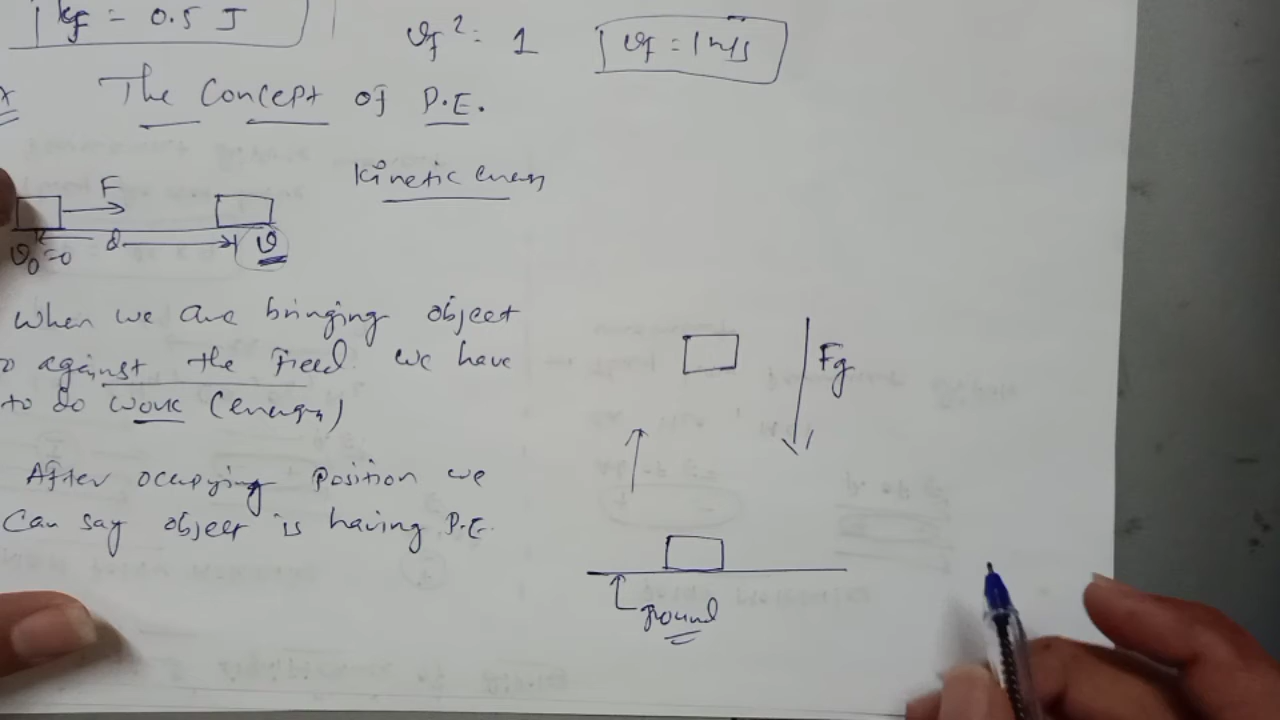 Kf = 0.5 J
vf² = 1
vf = 1 m/s
The Concept of P.E.
Kinetic energy
F
d
v
v₀=0
When we are bringing object
against the Field we have
to do work (energy)
After occupying position we
Can say object is having P.E.
Fg
ground